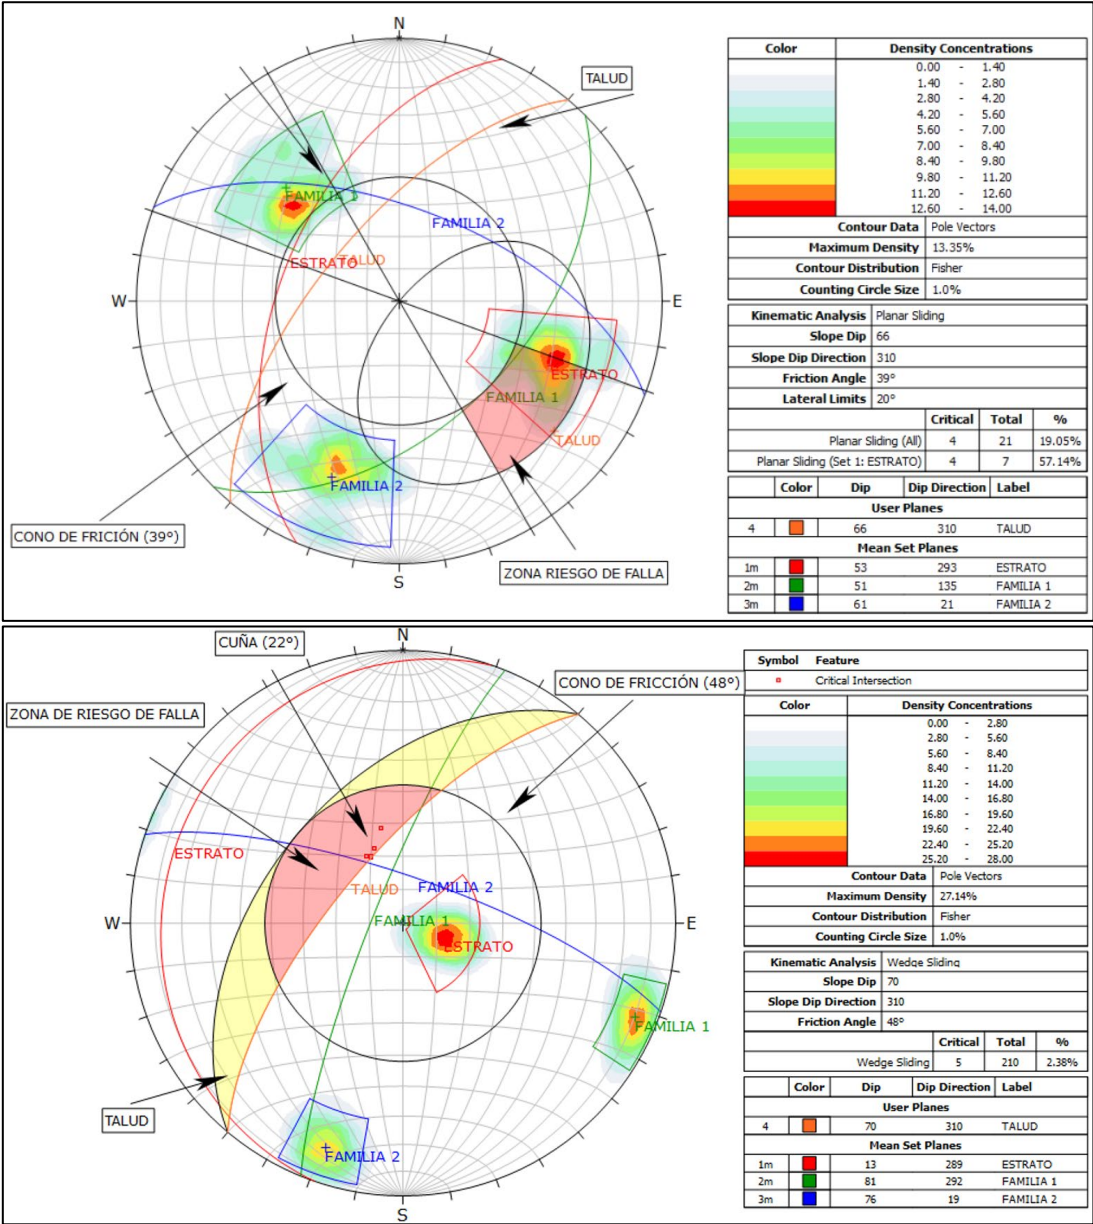 N
TALUD
FAMILIA 1
FAMILIA 2
TALUD
ESTRATO
W
E
ESTRATO
FAMILIA 1
TALUD
FAMILIA 2
CONO DE FRICIÓN (39°)
ZONA RIESGO DE FALLA
S
Color Density Concentrations
0.00 - 1.40
1.40 - 2.80
2.80 - 4.20
4.20 - 5.60
5.60 - 7.00
7.00 - 8.40
8.40 - 9.80
9.80 - 11.20
11.20 - 12.60
12.60 - 14.00
Contour Data Pole Vectors
Maximum Density 13.35%
Contour Distribution Fisher
Counting Circle Size 1.0%
Kinematic Analysis Planar Sliding
Slope Dip 66
Slope Dip Direction 310
Friction Angle 39°
Lateral Limits 20°
Critical Total %
Planar Sliding (All) 4 21 19.05%
Planar Sliding (Set 1: ESTRATO) 4 7 57.14%
Color Dip Dip Direction Label
User Planes
4 66 310 TALUD
Mean Set Planes
1m 53 293 ESTRATO
2m 51 135 FAMILIA 1
3m 61 21 FAMILIA 2
N
CUÑA (22°)
CONO DE FRICCIÓN (48°)
ZONA DE RIESGO DE FALLA
ESTRATO
TALUD
FAMILIA 2
W
FAMILIA 1
E
ESTRATO
FAMILIA 1
TALUD
FAMILIA 2
S
Symbol Feature
Critical Intersection
Color Density Concentrations
0.00 - 2.80
2.80 - 5.60
5.60 - 8.40
8.40 - 11.20
11.20 - 14.00
14.00 - 16.80
16.80 - 19.60
19.60 - 22.40
22.40 - 25.20
25.20 - 28.00
Contour Data Pole Vectors
Maximum Density 27.14%
Contour Distribution Fisher
Counting Circle Size 1.0%
Kinematic Analysis Wedge Sliding
Slope Dip 70
Slope Dip Direction 310
Friction Angle 48°
Critical Total %
Wedge Sliding 5 210 2.38%
Color Dip Dip Direction Label
User Planes
4 70 310 TALUD
Mean Set Planes
1m 13 289 ESTRATO
2m 81 292 FAMILIA 1
3m 76 19 FAMILIA 2